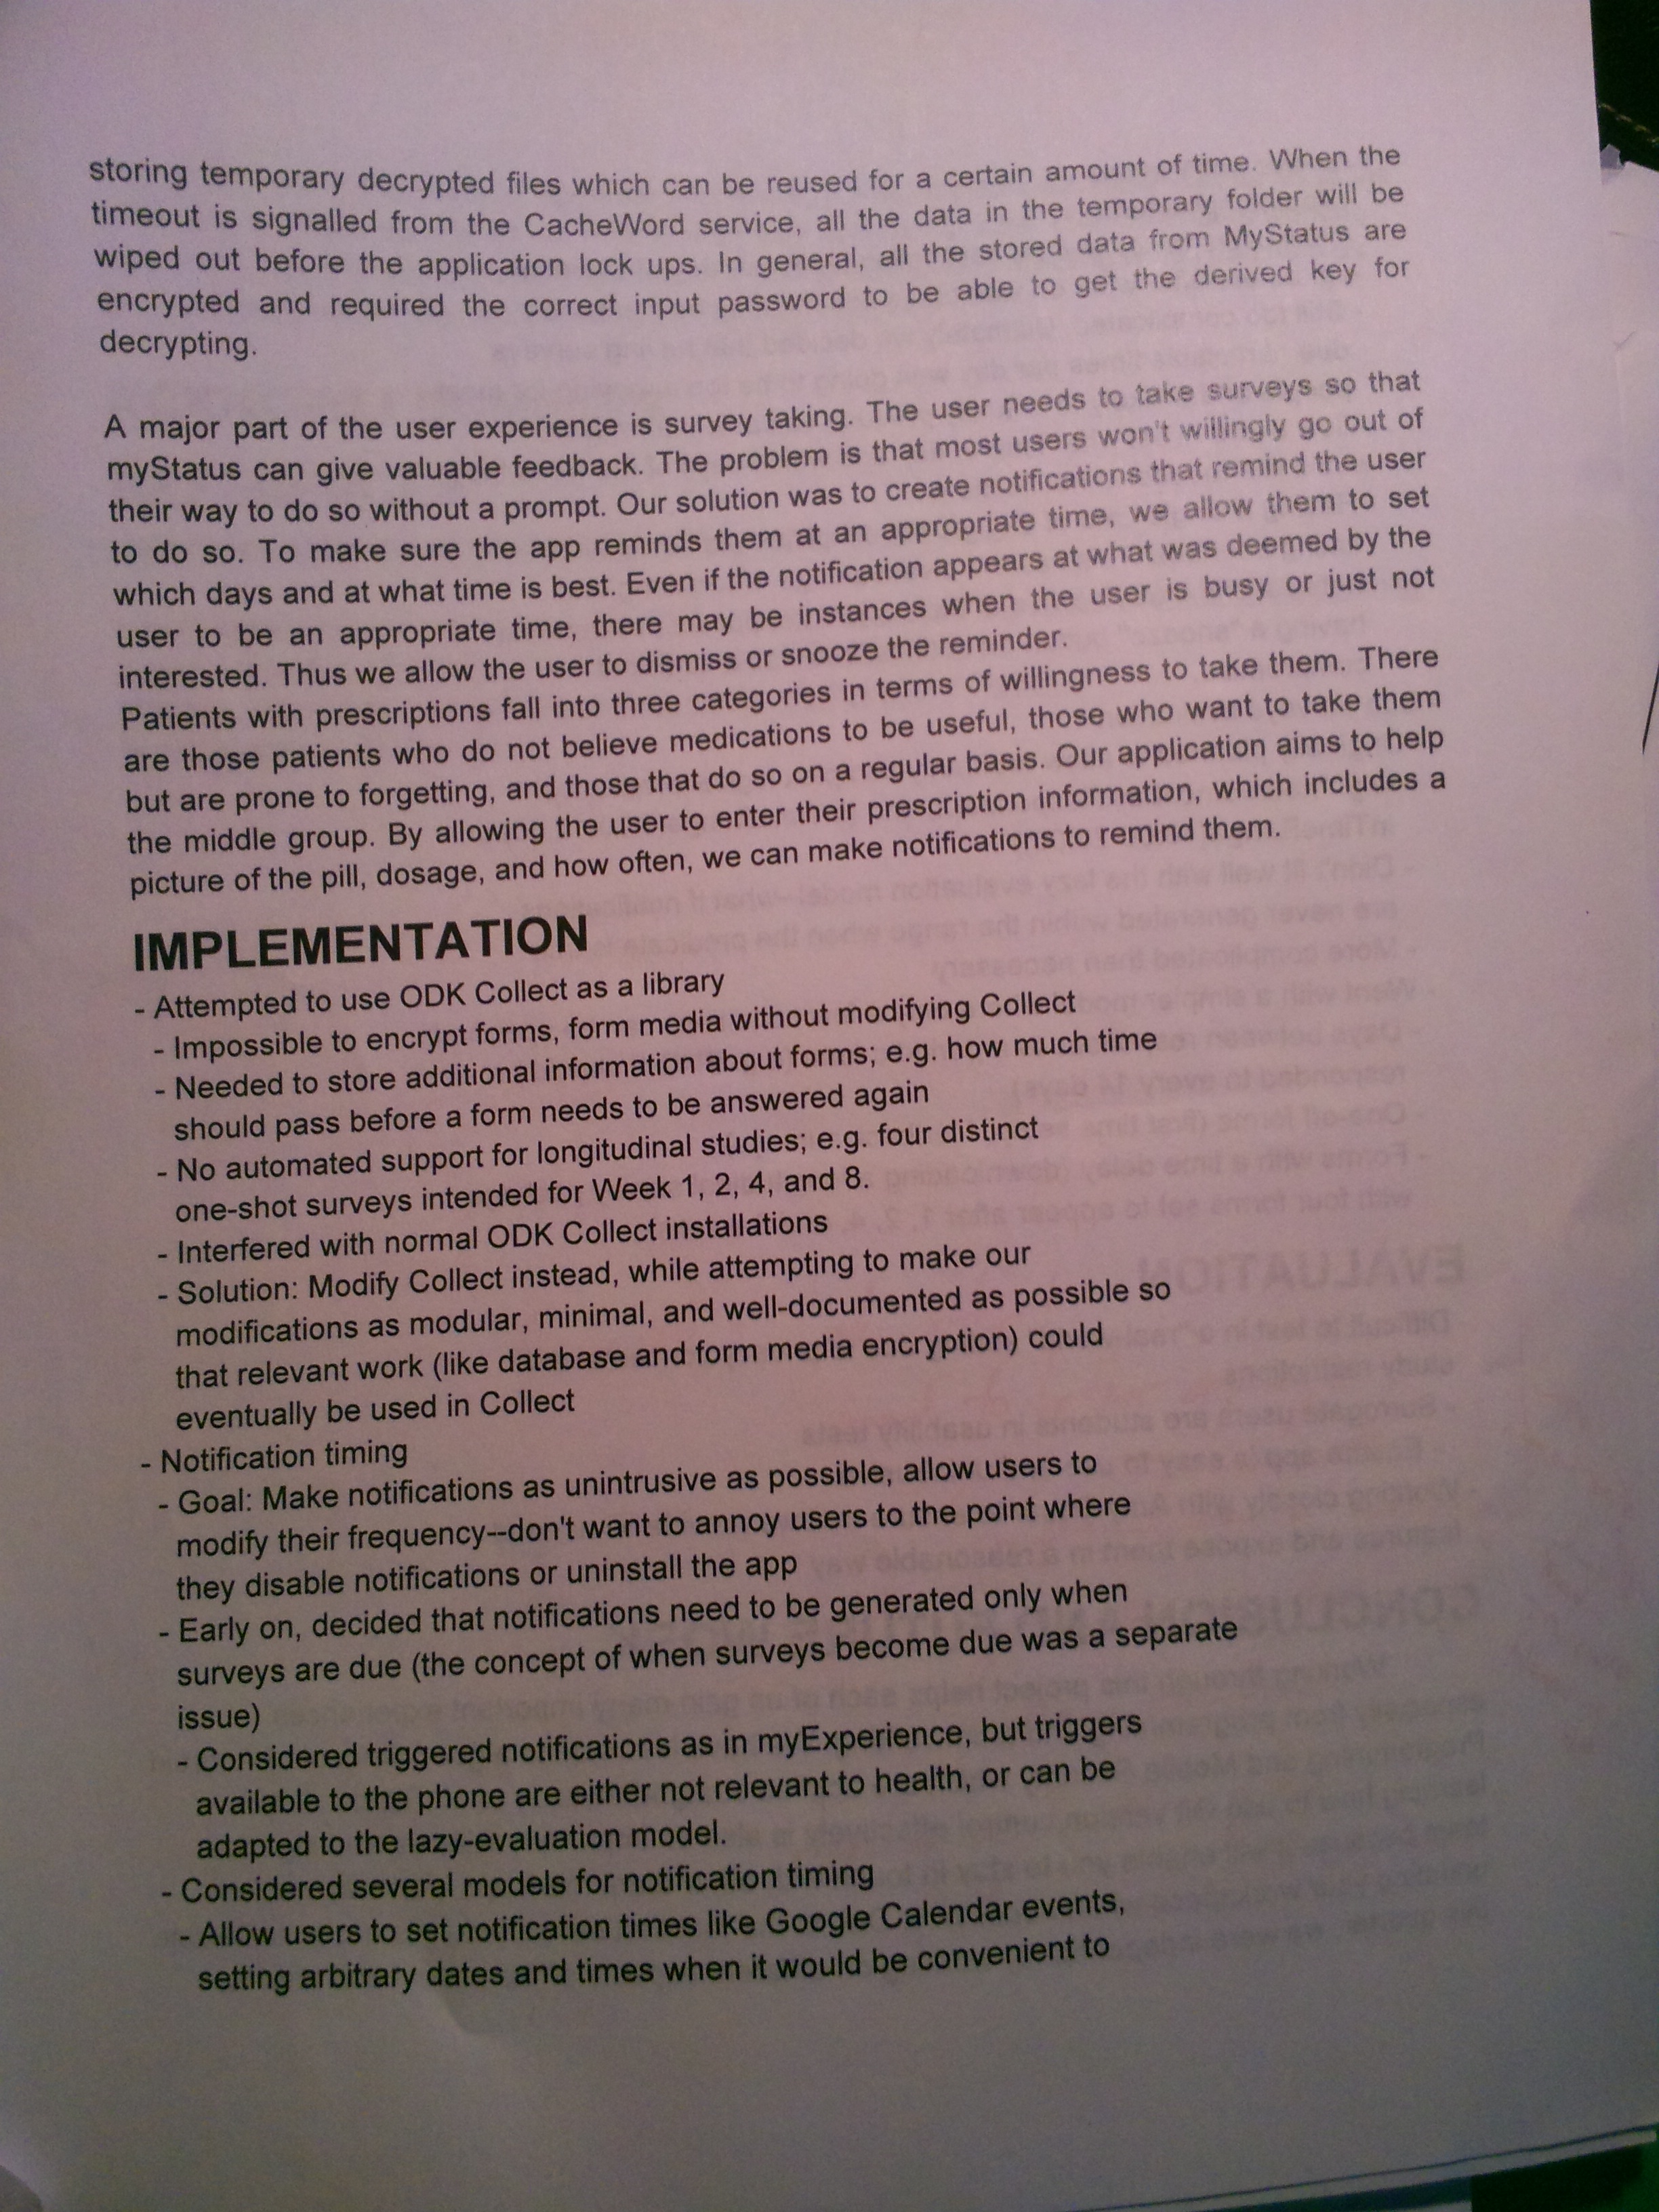 storing temporary decrypted files which can be reused for a certain amount of time. When the
timeout is signalled from the CacheWord service, all the data in the temporary folder will be
wiped out before the application lock ups. In general, all the stored data from MyStatus are
encrypted and required the correct input password to be able to get the derived key for
decrypting.
A major part of the user experience is survey taking. The user needs to take surveys so that
myStatus can give valuable feedback. The problem is that most users won't willingly go out of
their way to do so without a prompt. Our solution was to create notifications that remind the user
to do so. To make sure the app reminds them at an appropriate time, we allow them to set
which days and at what time is best. Even if the notification appears at what was deemed by the
user to be an appropriate time, there may be instances when the user is busy or just not
interested. Thus we allow the user to dismiss or snooze the reminder.
Patients with prescriptions fall into three categories in terms of willingness to take them. There
are those patients who do not believe medications to be useful, those who want to take them
but are prone to forgetting, and those that do so on a regular basis. Our application aims to help
the middle group. By allowing the user to enter their prescription information, which includes a
picture of the pill, dosage, and how often, we can make notifications to remind them.
IMPLEMENTATION
- Attempted to use ODK Collect as a library
- Impossible to encrypt forms, form media without modifying Collect
- Needed to store additional information about forms; e.g. how much time
should pass before a form needs to be answered again
- No automated support for longitudinal studies; e.g. four distinct
one-shot surveys intended for Week 1, 2, 4, and 8.
- Interfered with normal ODK Collect installations
- Solution: Modify Collect instead, while attempting to make our
modifications as modular, minimal, and well-documented as possible so
that relevant work (like database and form media encryption) could
eventually be used in Collect
- Notification timing
- Goal: Make notifications as unintrusive as possible, allow users to
modify their frequency--don't want to annoy users to the point where
they disable notifications or uninstall the app
- Early on, decided that notifications need to be generated only when
surveys are due (the concept of when surveys become due was a separate
issue)
- Considered triggered notifications as in myExperience, but triggers
available to the phone are either not relevant to health, or can be
adapted to the lazy-evaluation model.
- Considered several models for notification timing
- Allow users to set notification times like Google Calendar events,
setting arbitrary dates and times when it would be convenient to